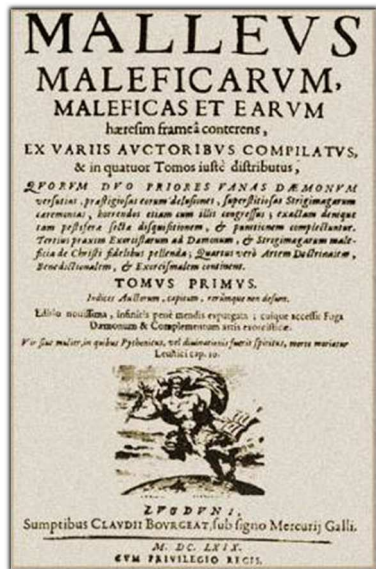 MALLEVS
MALEFICARVM,
MALEFICAS ET EARVM
hæresim frameâ conterens,
EX VARIIS AVCTORIBVS COMPILATVS,
& in quatuor Tomos iustè distributus,
QVORVM DVO PRIORES VANAS DÆMONVM
versutias, præstigiosas eorum delusiones, superstitiosas Strigimagarum
cæremonias, horrendos etiam cum illis congressus; exactam denique
tam pestiferæ sectæ disquisitionem, & punitionem complectuntur.
Tertius praxim Exorcistarum ad Dæmonum, & Strigimagarum male-
ficia de Christi fidelibus pellenda; Quartus verò Artem Doctrinalem,
Benedictionalem, & Exorcismalem continent.
TOMVS PRIMVS.
Indices Auctorum, capitum, rerùmque non desunt.
Editio nouissima, infinitis penè mendis expurgata; cuique accessit Fuga
Dæmonum & Complementum artis exorcisticæ.
Vir siue mulier, in quibus Pythonicus, vel diuinationis fuerit spiritus, morte moriatur
Leuitici cap. 10.
LVGDVNI,
Sumptibus CLAVDII BOVRGEAT, sub signo Mercurij Galli.
M. DC. LXIX.
CVM PRIVILEGIO REGIS.